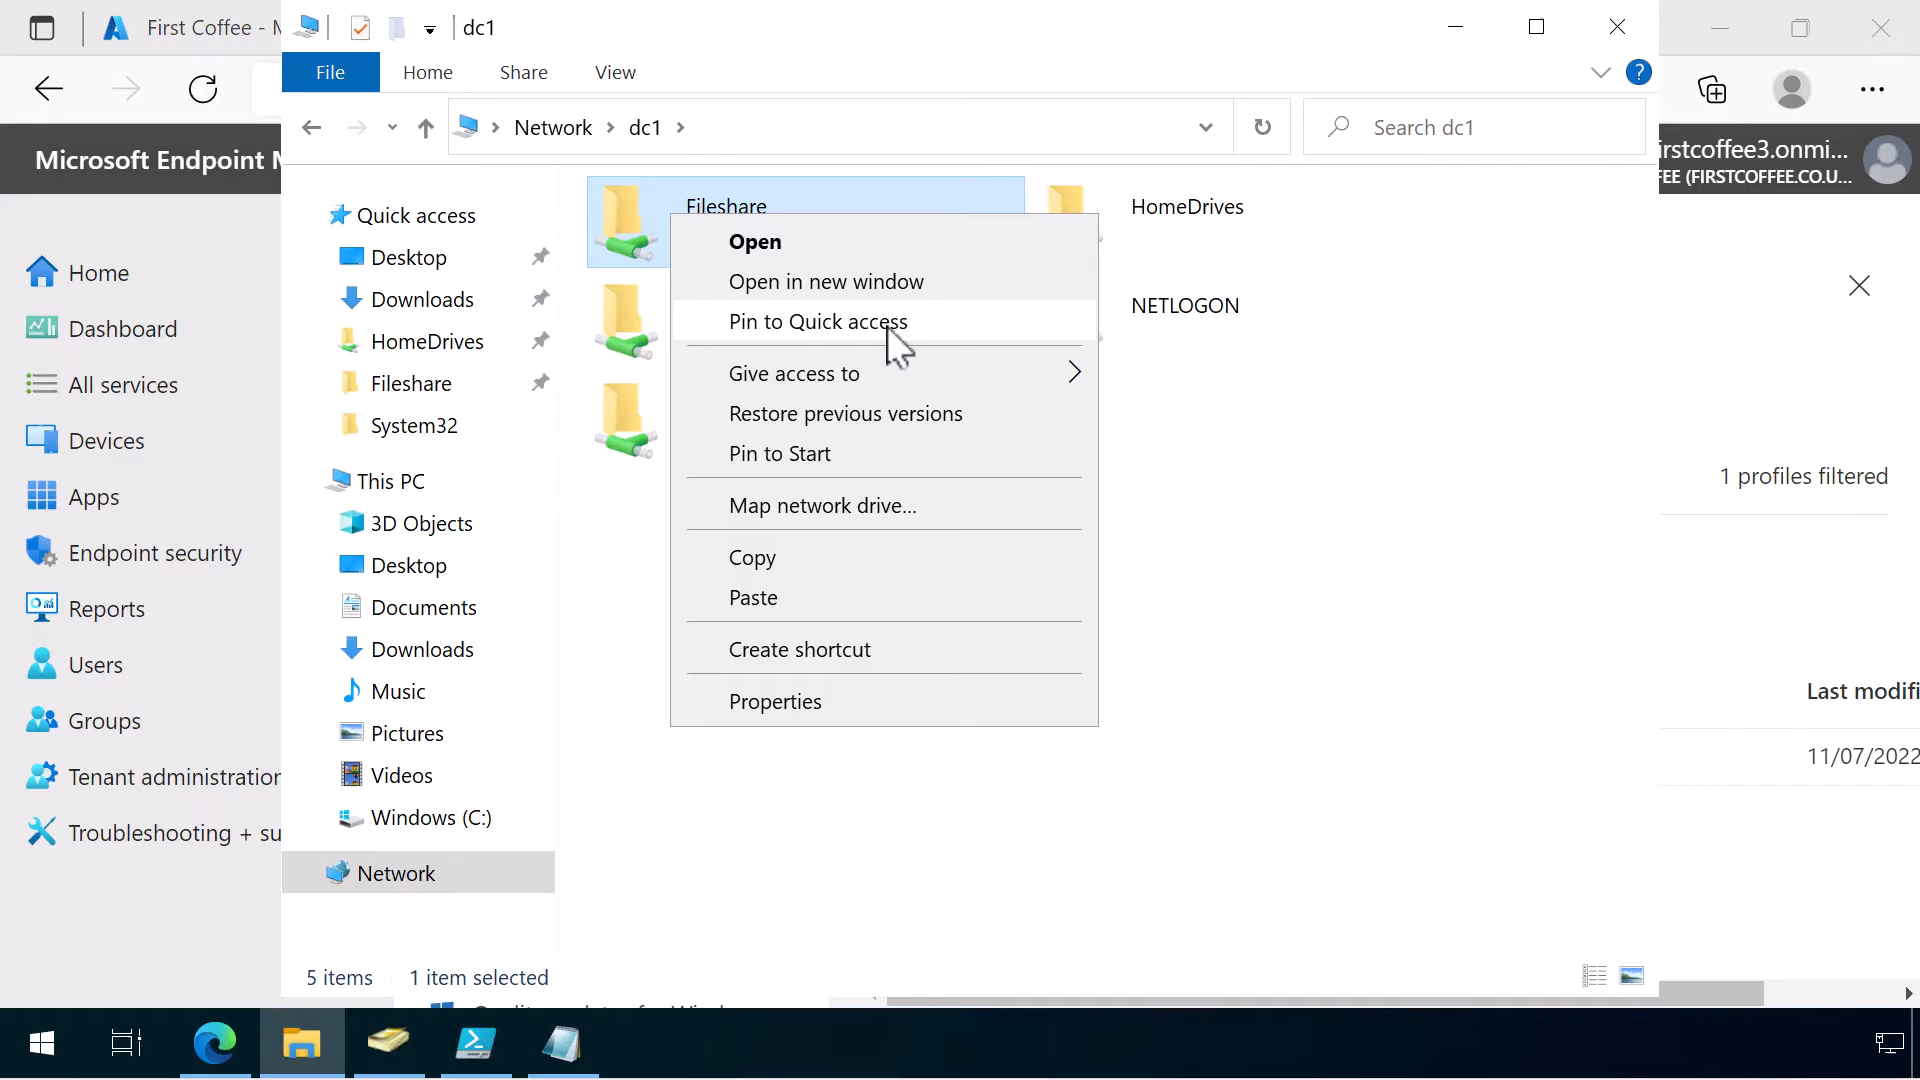 First Coffee - M
dc1
File
Home
Share
View
?
Network
dc1
Search dc1
Microsoft Endpoint M
irstcoffee3.onmi...
FEE (FIRSTCOFFEE.CO.U...
Home
Dashboard
All services
Devices
Apps
Endpoint security
Reports
Users
Groups
Tenant administration
Troubleshooting + su
Quick access
Desktop
Downloads
HomeDrives
Fileshare
System32
This PC
3D Objects
Desktop
Documents
Downloads
Music
Pictures
Videos
Windows (C:)
Network
Fileshare
HomeDrives
NETLOGON
Open
Open in new window
Pin to Quick access
Give access to
Restore previous versions
Pin to Start
Map network drive...
Copy
Paste
Create shortcut
Properties
1 profiles filtered
Last modifi
11/07/2022
5 items
1 item selected